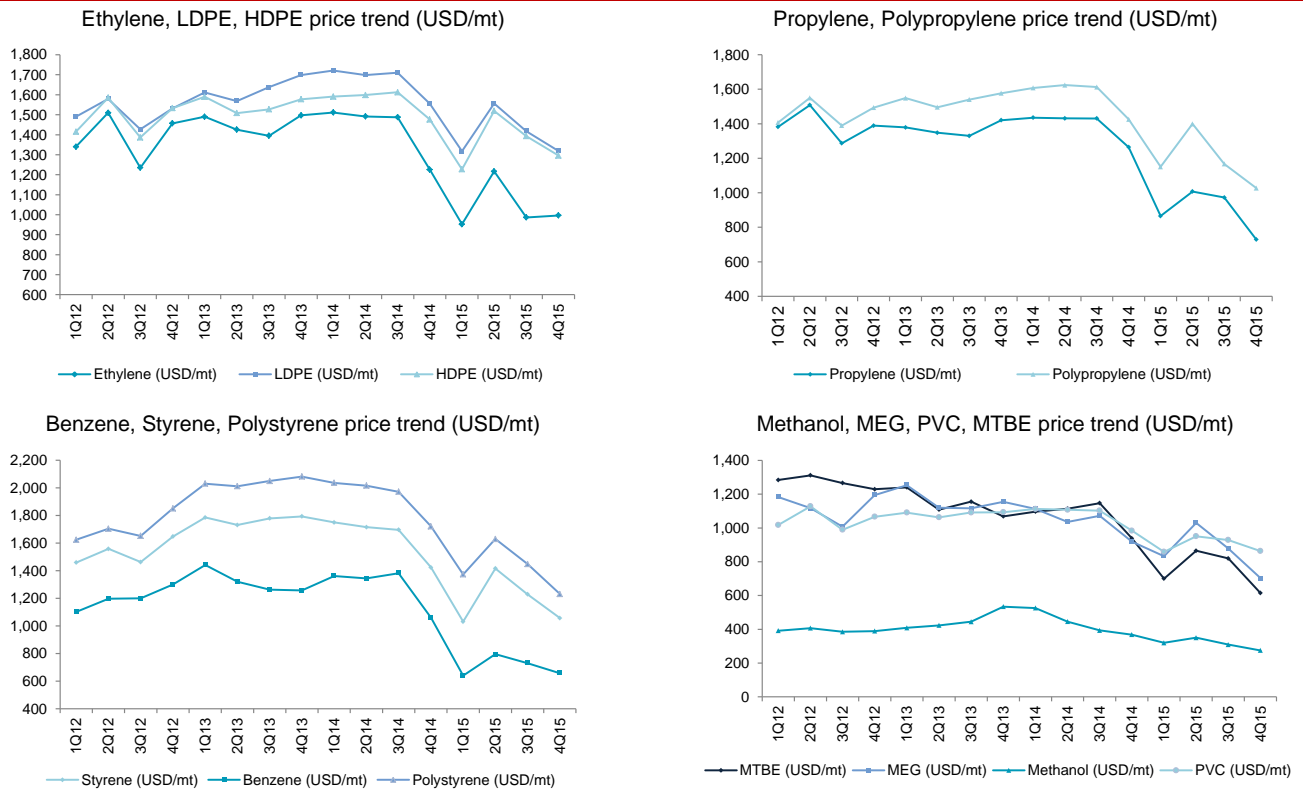 Ethylene, LDPE, HDPE price trend (USD/mt)
1,800
1,700
1,600
1,500
1,400
1,300
1,200
1,100
1,000
900
800
700
600
1Q12
2Q12
3Q12
4Q12
1Q13
2Q13
3Q13
4Q13
1Q14
2Q14
3Q14
4Q14
1Q15
2Q15
3Q15
4Q15
Ethylene (USD/mt) LDPE (USD/mt) HDPE (USD/mt)
Propylene, Polypropylene price trend (USD/mt)
1,800
1,600
1,400
1,200
1,000
800
600
400
1Q12
2Q12
3Q12
4Q12
1Q13
2Q13
3Q13
4Q13
1Q14
2Q14
3Q14
4Q14
1Q15
2Q15
3Q15
4Q15
Propylene (USD/mt) Polypropylene (USD/mt)
Benzene, Styrene, Polystyrene price trend (USD/mt)
2,200
2,000
1,800
1,600
1,400
1,200
1,000
800
600
400
1Q12
2Q12
3Q12
4Q12
1Q13
2Q13
3Q13
4Q13
1Q14
2Q14
3Q14
4Q14
1Q15
2Q15
3Q15
4Q15
Styrene (USD/mt) Benzene (USD/mt) Polystyrene (USD/mt)
Methanol, MEG, PVC, MTBE price trend (USD/mt)
1,400
1,200
1,000
800
600
400
200
0
1Q12
2Q12
3Q12
4Q12
1Q13
2Q13
3Q13
4Q13
1Q14
2Q14
3Q14
4Q14
1Q15
2Q15
3Q15
4Q15
MTBE (USD/mt) MEG (USD/mt) Methanol (USD/mt) PVC (USD/mt)